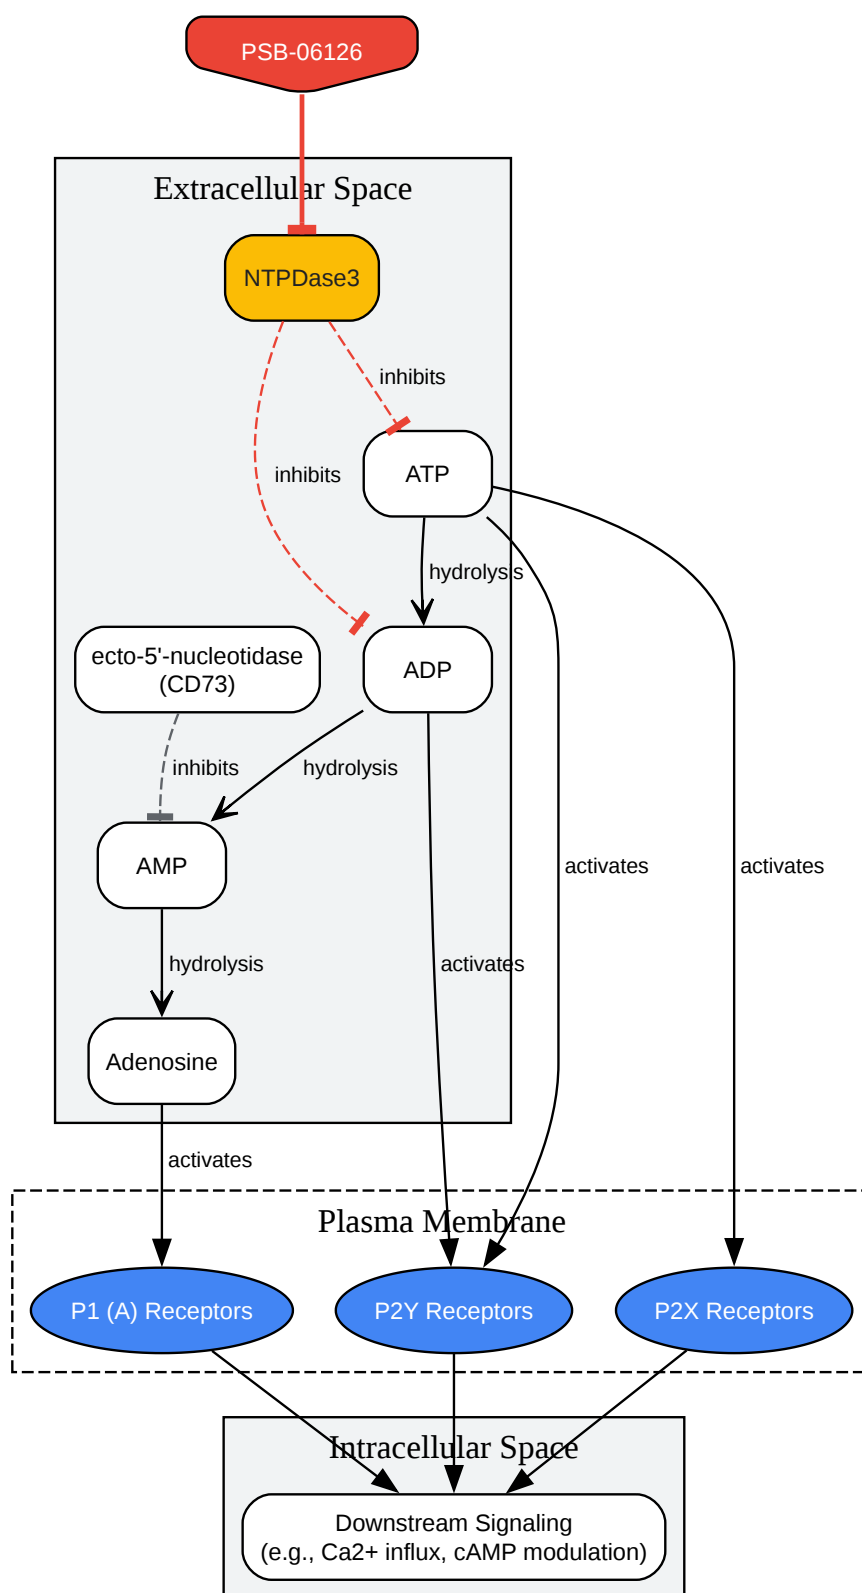 PSB-06126
Extracellular Space
NTPDase3
inhibits
ATP
inhibits
hydrolysis
ecto-5'-nucleotidase
(CD73)
ADP
inhibits
hydrolysis
AMP
activates
activates
hydrolysis
activates
Adenosine
activates
Plasma Membrane
P1 (A) Receptors
P2Y Receptors
P2X Receptors
Intracellular Space
Downstream Signaling
(e.g., Ca2+ influx, cAMP modulation)